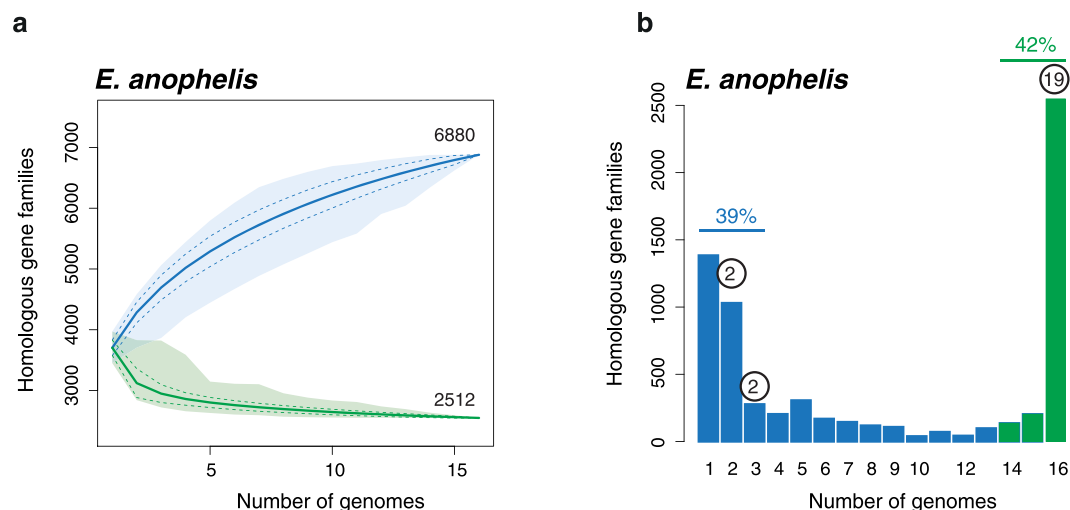 a
E. anophelis
Homologous gene families
7000
6000
5000
4000
3000
6880
2512
5 10 15
Number of genomes
b
42%
E. anophelis
19
39%
2
2
Homologous gene families
2500
2000
1500
1000
500
0
1 2 3 4 5 6 7 8 9 10 12 14 16
Number of genomes